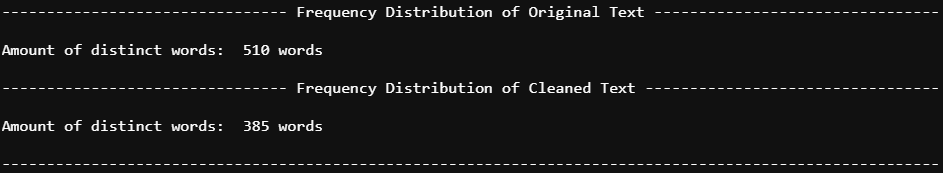 -------------------------------- Frequency Distribution of Original Text --------------------------------
Amount of distinct words:  510 words
-------------------------------- Frequency Distribution of Cleaned Text ---------------------------------
Amount of distinct words:  385 words
---------------------------------------------------------------------------------------------------------